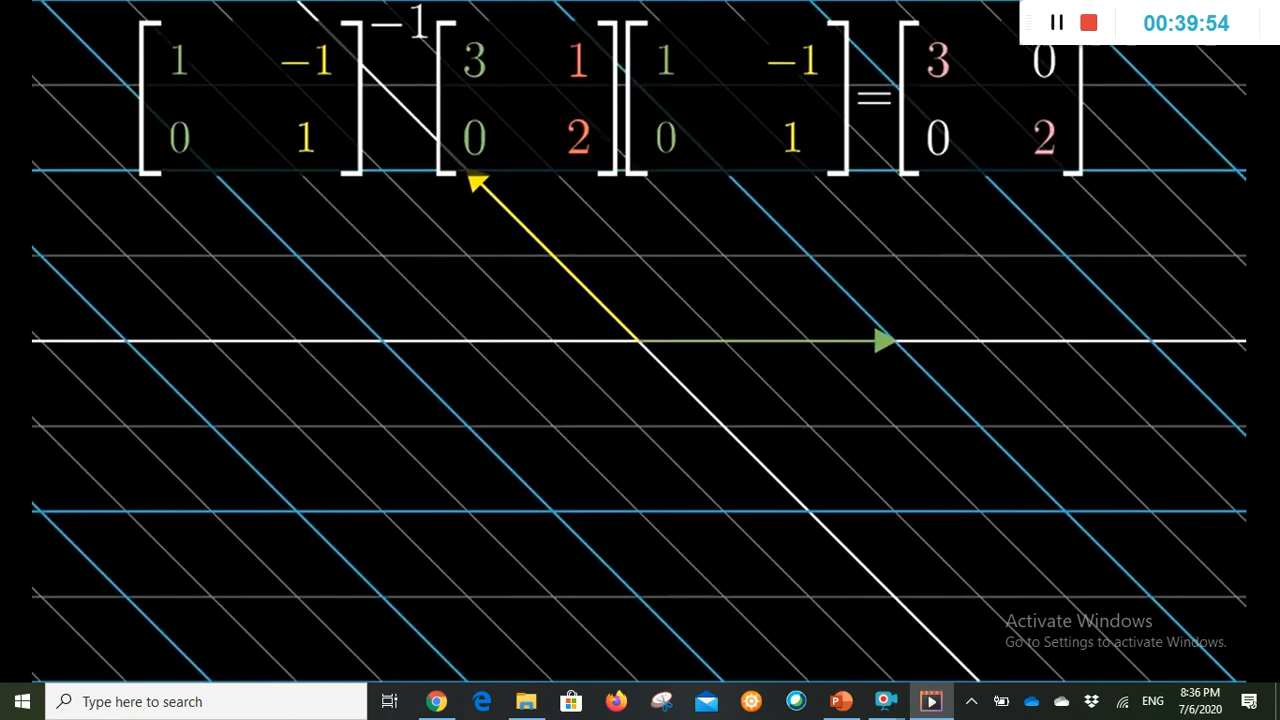 00:39:54
1 −1 −1 3 1 1 −1 = 3 0
0 1 0 2 0 1 0 2
Activate Windows
Go to Settings to activate Windows.
Type here to search
ENG
8:36 PM
7/6/2020